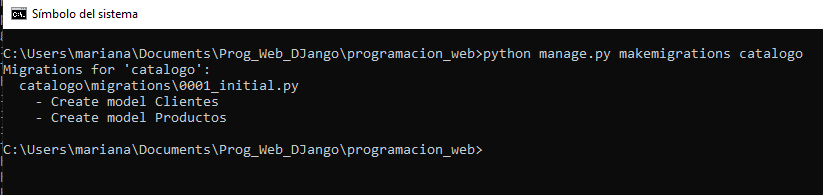 Símbolo del sistema
C:\Users\mariana\Documents\Prog_Web_DJango\programacion_web>python manage.py makemigrations catalogo
Migrations for 'catalogo':
  catalogo\migrations\0001_initial.py
    - Create model Clientes
    - Create model Productos
C:\Users\mariana\Documents\Prog_Web_DJango\programacion_web>